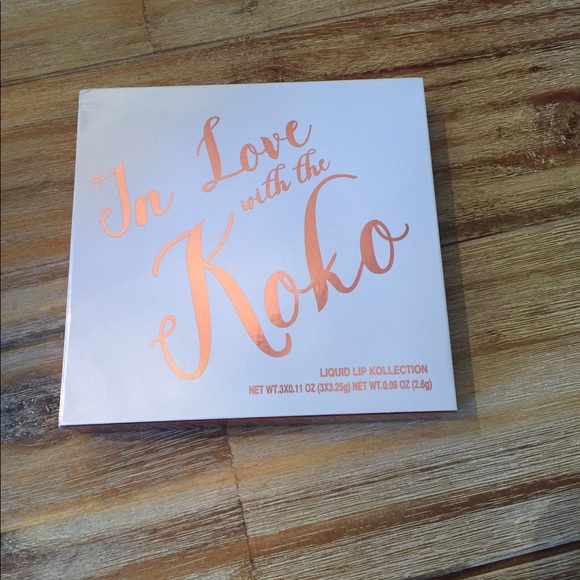 In Love
with the
Koko
LIQUID LIP KOLLECTION
NET WT.3X0.11 OZ (3X3.25g) NET WT.0.09 OZ (2.6g)